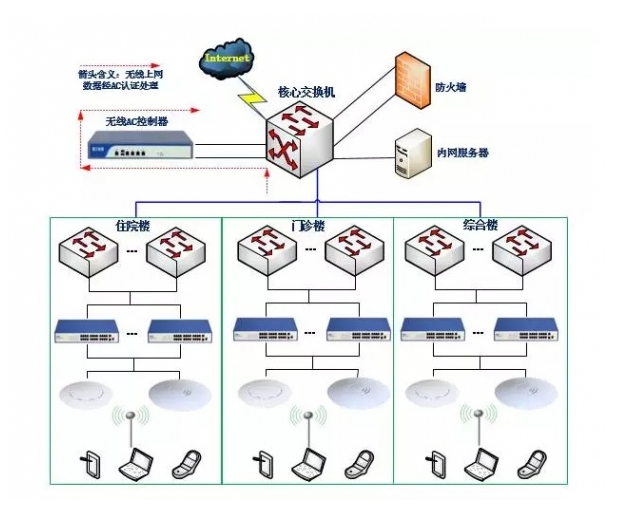 Internet
箭头含义：无线上网
数据经AC认证处理
核心交换机
防火墙
无线AC控制器
内网服务器
住院楼
门诊楼
综合楼